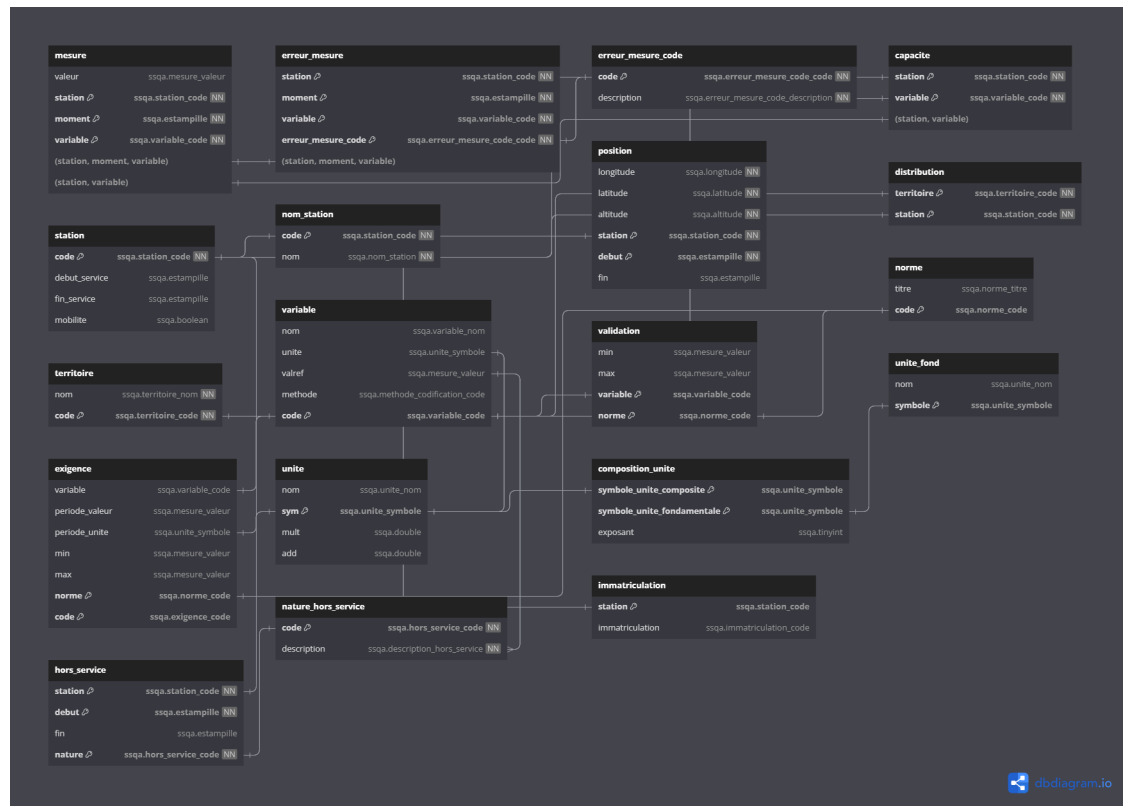 mesure
valeur ssqa.mesure_valeur
station ssqa.station_code NN
moment ssqa.estampille NN
variable ssqa.variable_code NN
(station, moment, variable)
(station, variable)
erreur_mesure
station ssqa.station_code NN
moment ssqa.estampille NN
variable ssqa.variable_code NN
erreur_mesure_code ssqa.erreur_mesure_code_code NN
(station, moment, variable)
erreur_mesure_code
code ssqa.erreur_mesure_code_code NN
description ssqa.erreur_mesure_code_description NN
capacite
station ssqa.station_code NN
variable ssqa.variable_code NN
(station, variable)
position
longitude ssqa.longitude NN
latitude ssqa.latitude NN
altitude ssqa.altitude NN
station ssqa.station_code NN
debut ssqa.estampille NN
fin ssqa.estampille
distribution
territoire ssqa.territoire_code NN
station ssqa.station_code NN
station
code ssqa.station_code NN
debut_service ssqa.estampille
fin_service ssqa.estampille
mobilite ssqa.boolean
nom_station
code ssqa.station_code NN
nom ssqa.nom_station NN
norme
titre ssqa.norme_titre
code ssqa.norme_code
variable
nom ssqa.variable_nom
unite ssqa.unite_symbole
valref ssqa.mesure_valeur
methode ssqa.methode_codification_code
code ssqa.variable_code
validation
min ssqa.mesure_valeur
max ssqa.mesure_valeur
variable ssqa.variable_code
norme ssqa.norme_code
unite_fond
nom ssqa.unite_nom
symbole ssqa.unite_symbole
territoire
nom ssqa.territoire_nom NN
code ssqa.territoire_code NN
exigence
variable ssqa.variable_code
periode_valeur ssqa.mesure_valeur
periode_unite ssqa.unite_symbole
min ssqa.mesure_valeur
max ssqa.mesure_valeur
norme ssqa.norme_code
code ssqa.exigence_code
unite
nom ssqa.unite_nom
sym ssqa.unite_symbole
mult ssqa.double
add ssqa.double
composition_unite
symbole_unite_composite ssqa.unite_symbole
symbole_unite_fondamentale ssqa.unite_symbole
exposant ssqa.tinyint
nature_hors_service
code ssqa.hors_service_code NN
description ssqa.description_hors_service NN
immatriculation
station ssqa.station_code
immatriculation ssqa.immatriculation_code
hors_service
station ssqa.station_code NN
debut ssqa.estampille NN
fin ssqa.estampille
nature ssqa.hors_service_code NN
dbdiagram.io